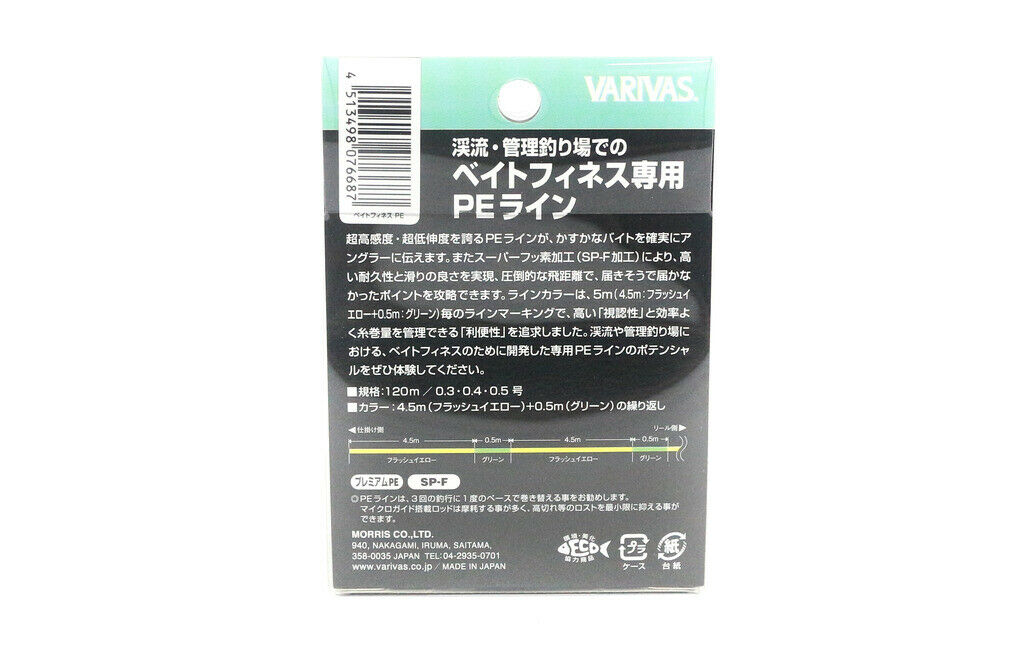 VARIVAS
4 513498 076687
ベイトフィネス PE
渓流・管理釣り場での
ベイトフィネス専用
PEライン
超高感度・超低伸度を誇るPEラインが、かすかなバイトを確実にア
ングラーに伝えます。またスーパーフッ素加工(SP-F加工)により、高
い耐久性と滑りの良さを実現、圧倒的な飛距離で、届きそうで届かな
かったポイントを攻略できます。ラインカラーは、5m(4.5m:フラッシュイ
エロー+0.5m:グリーン)毎のラインマーキングで、高い「視認性」と効率よ
く糸巻量を管理できる「利便性」を追求しました。渓流や管理釣り場に
おける、ベイトフィネスのために開発した専用PEラインのポテンシャ
ルをぜひ体験してください。
■規格:120m / 0.3・0.4・0.5 号
■カラー:4.5m(フラッシュイエロー)+0.5m(グリーン)の繰り返し
◀仕掛け側 リール側▶
4.5m 0.5m 4.5m 0.5m
フラッシュイエロー グリーン フラッシュイエロー グリーン
プレミアムPE SP-F
◎PEラインは、3回の釣行に1度のペースで巻き替える事をお勧めします。
マイクロガイド搭載ロッドは摩耗する事が多く、高切れ等のロストを最小限に抑える事が
できます。
MORRIS CO.,LTD.
940, NAKAGAMI, IRUMA, SAITAMA,
358-0035 JAPAN TEL:04-2935-0701
www.varivas.co.jp / MADE IN JAPAN
環境・美化
ECO
協力商品
プラ
ケース
紙
台紙